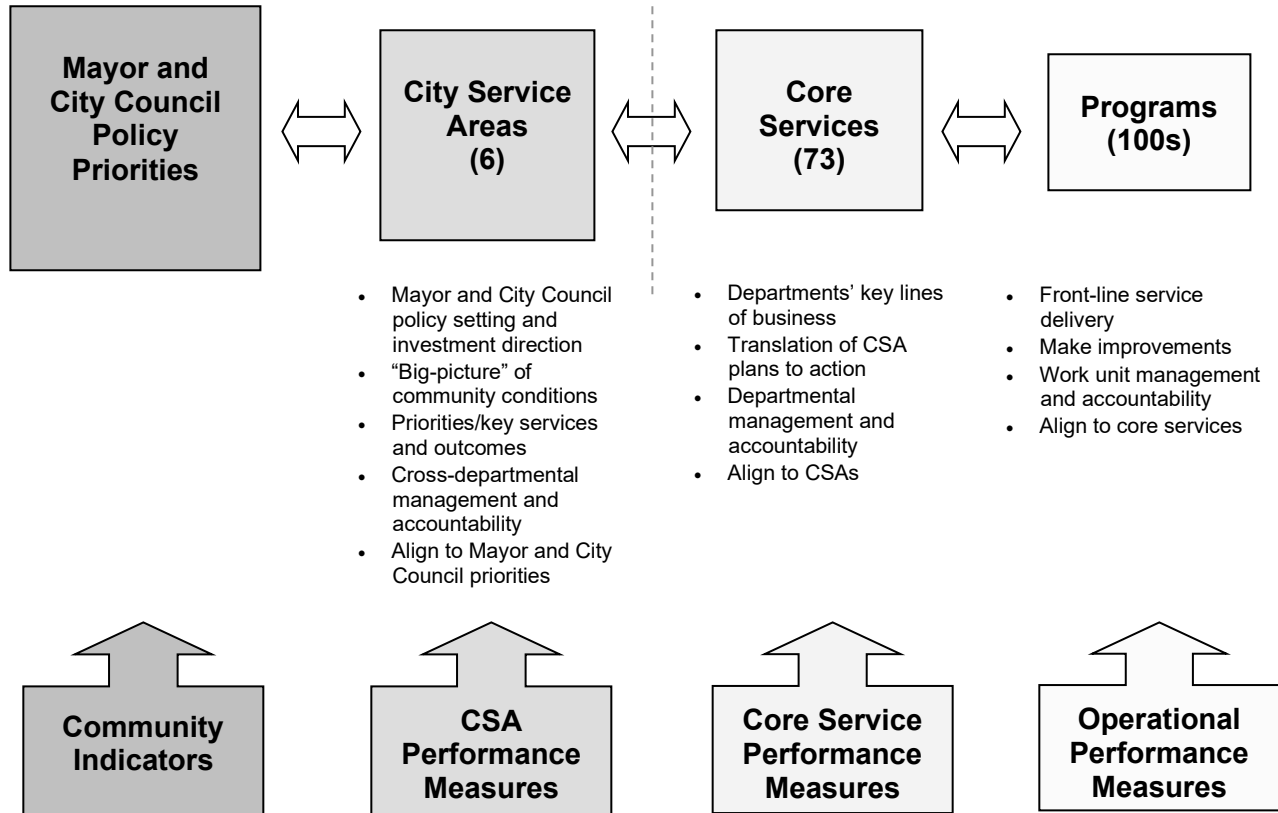 Mayor and
City Council
Policy
Priorities
City Service
Areas
(6)
Core
Services
(73)
Programs
(100s)
• Mayor and City Council
policy setting and
investment direction
• “Big-picture” of
community conditions
• Priorities/key services
and outcomes
• Cross-departmental
management and
accountability
• Align to Mayor and City
Council priorities
• Departments’ key lines
of business
• Translation of CSA
plans to action
• Departmental
management and
accountability
• Align to CSAs
• Front-line service
delivery
• Make improvements
• Work unit management
and accountability
• Align to core services
Community
Indicators
CSA
Performance
Measures
Core Service
Performance
Measures
Operational
Performance
Measures